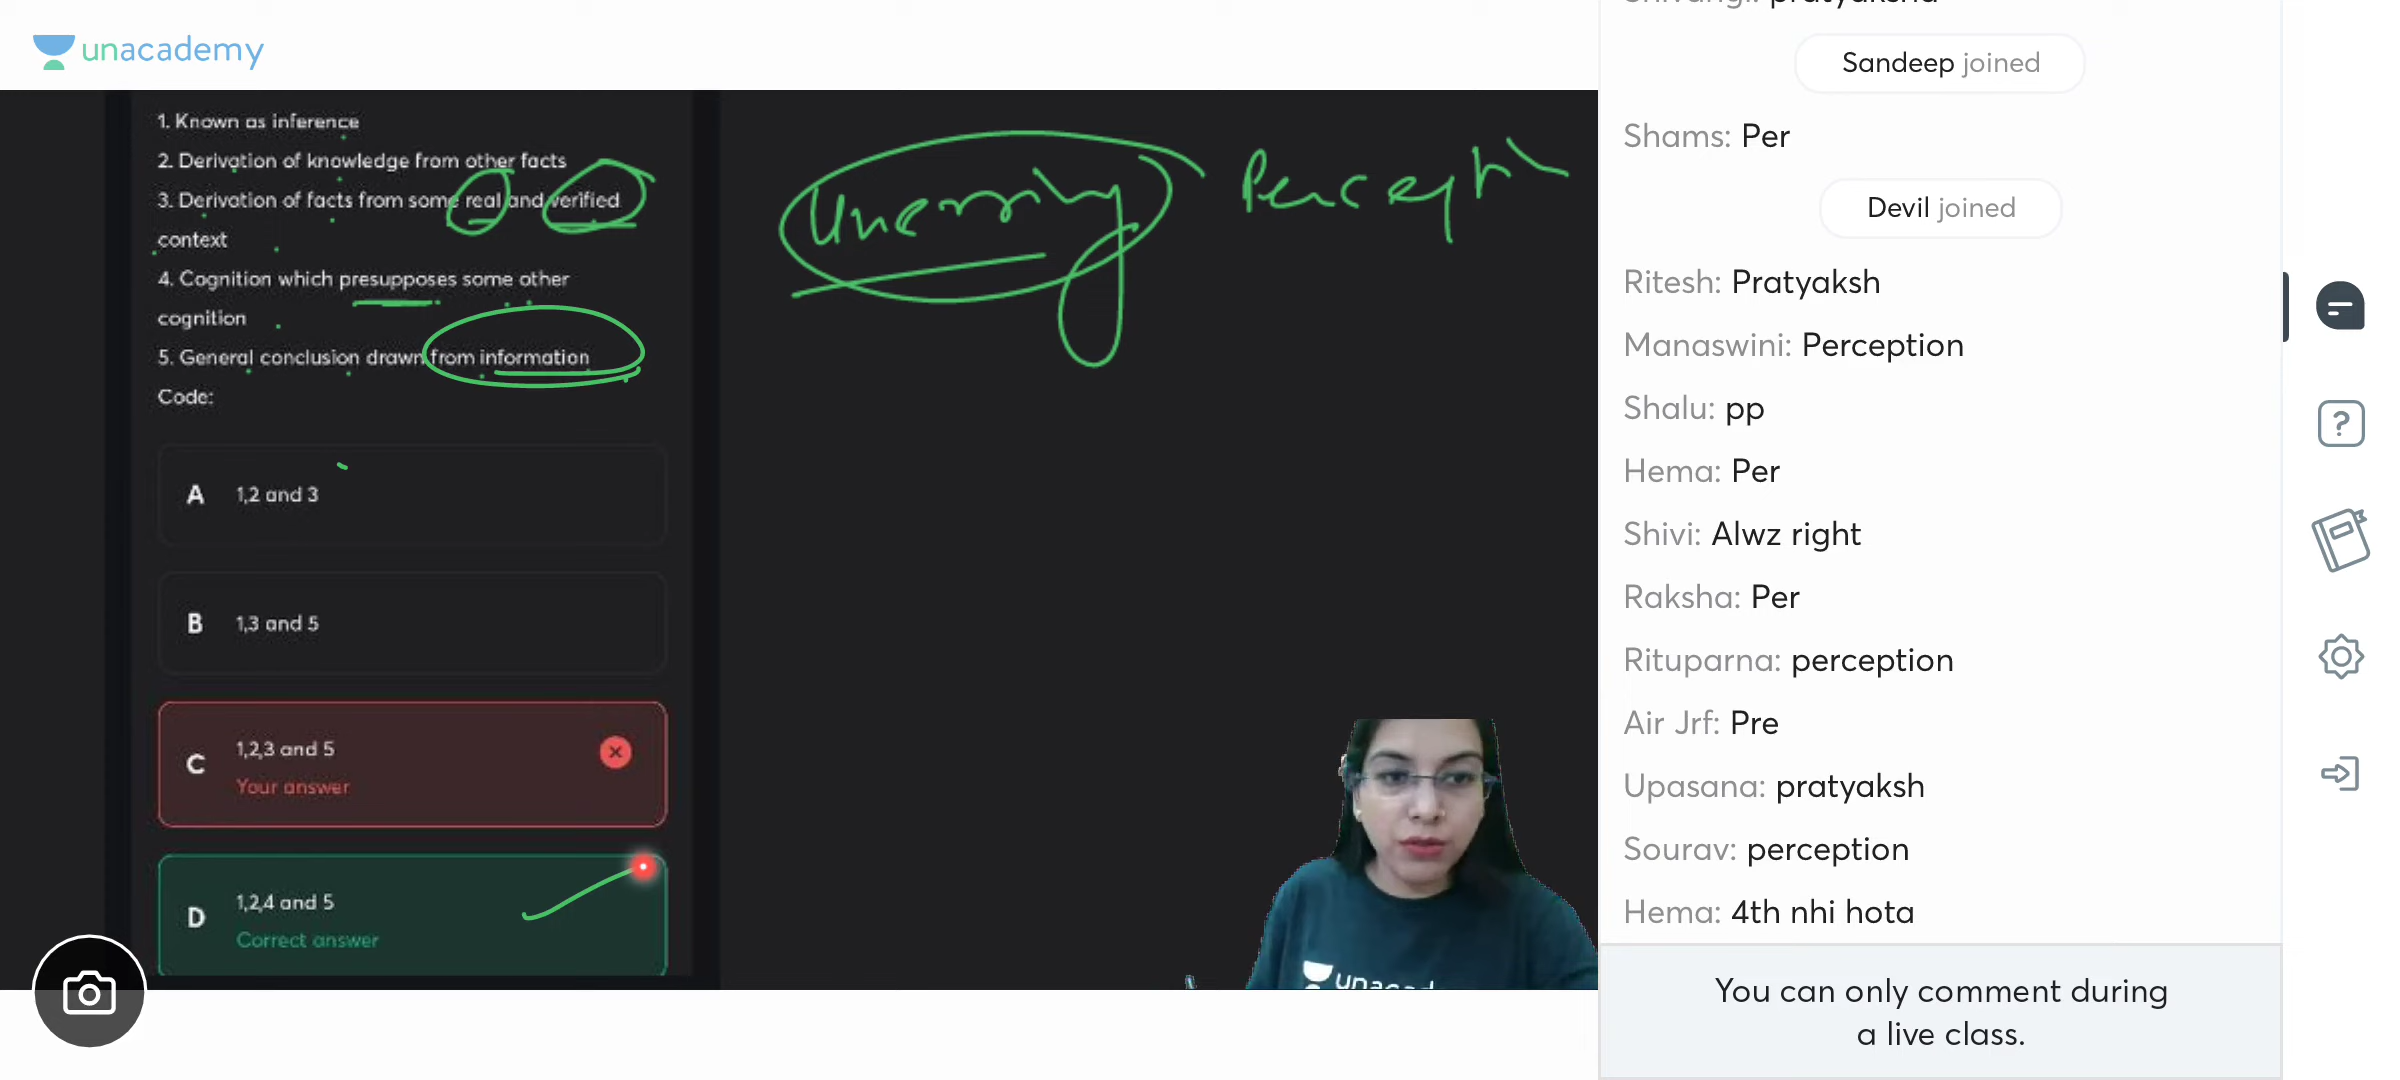 unacademy
1. Known as inference
2. Derivation of knowledge from other facts
3. Derivation of facts from some real and verified
context
4. Cognition which presupposes some other
cognition
5. General conclusion drawn from information
Code:
A 1,2 and 3
B 1,3 and 5
C 1,2,3 and 5
Your answer
D 1,2,4 and 5
Correct answer
Sandeep joined
Shams: Per
Devil joined
Ritesh: Pratyaksh
Manaswini: Perception
Shalu: pp
Hema: Per
Shivi: Alwz right
Raksha: Per
Rituparna: perception
Air Jrf: Pre
Upasana: pratyaksh
Sourav: perception
Hema: 4th nhi hota
You can only comment during
a live class.